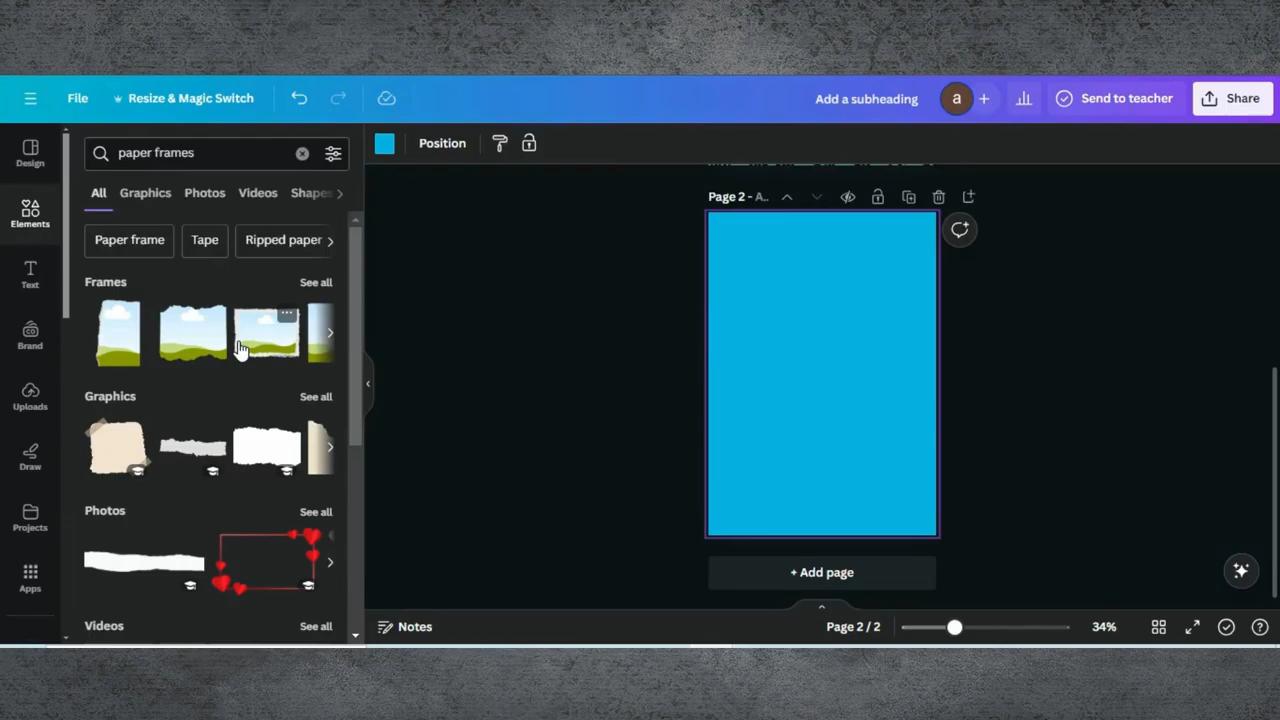 File
Resize & Magic Switch
Add a subheading
a
Send to teacher
Share
Design
Elements
Text
Brand
Uploads
Draw
Projects
Apps
paper frames
All
Graphics
Photos
Videos
Shapes
Paper frame
Tape
Ripped paper
Frames
See all
Graphics
See all
Photos
See all
Videos
See all
Position
Page 2 - A..
+ Add page
Notes
Page 2 / 2
34%